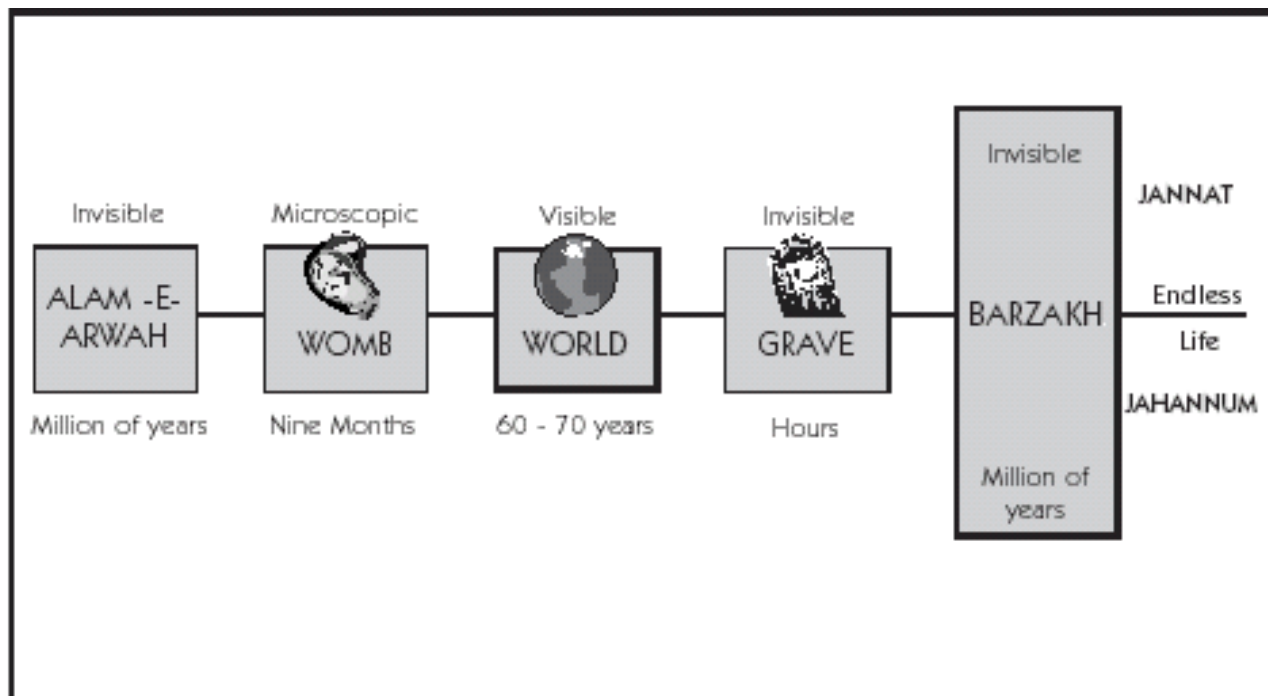 Invisible
ALAM -E-
ARWAH
Million of years
Microscopic
WOMB
Nine Months
Visible
WORLD
60 - 70 years
Invisible
GRAVE
Hours
Invisible
BARZAKH
Million of
years
JANNAT
Endless
Life
JAHANNUM